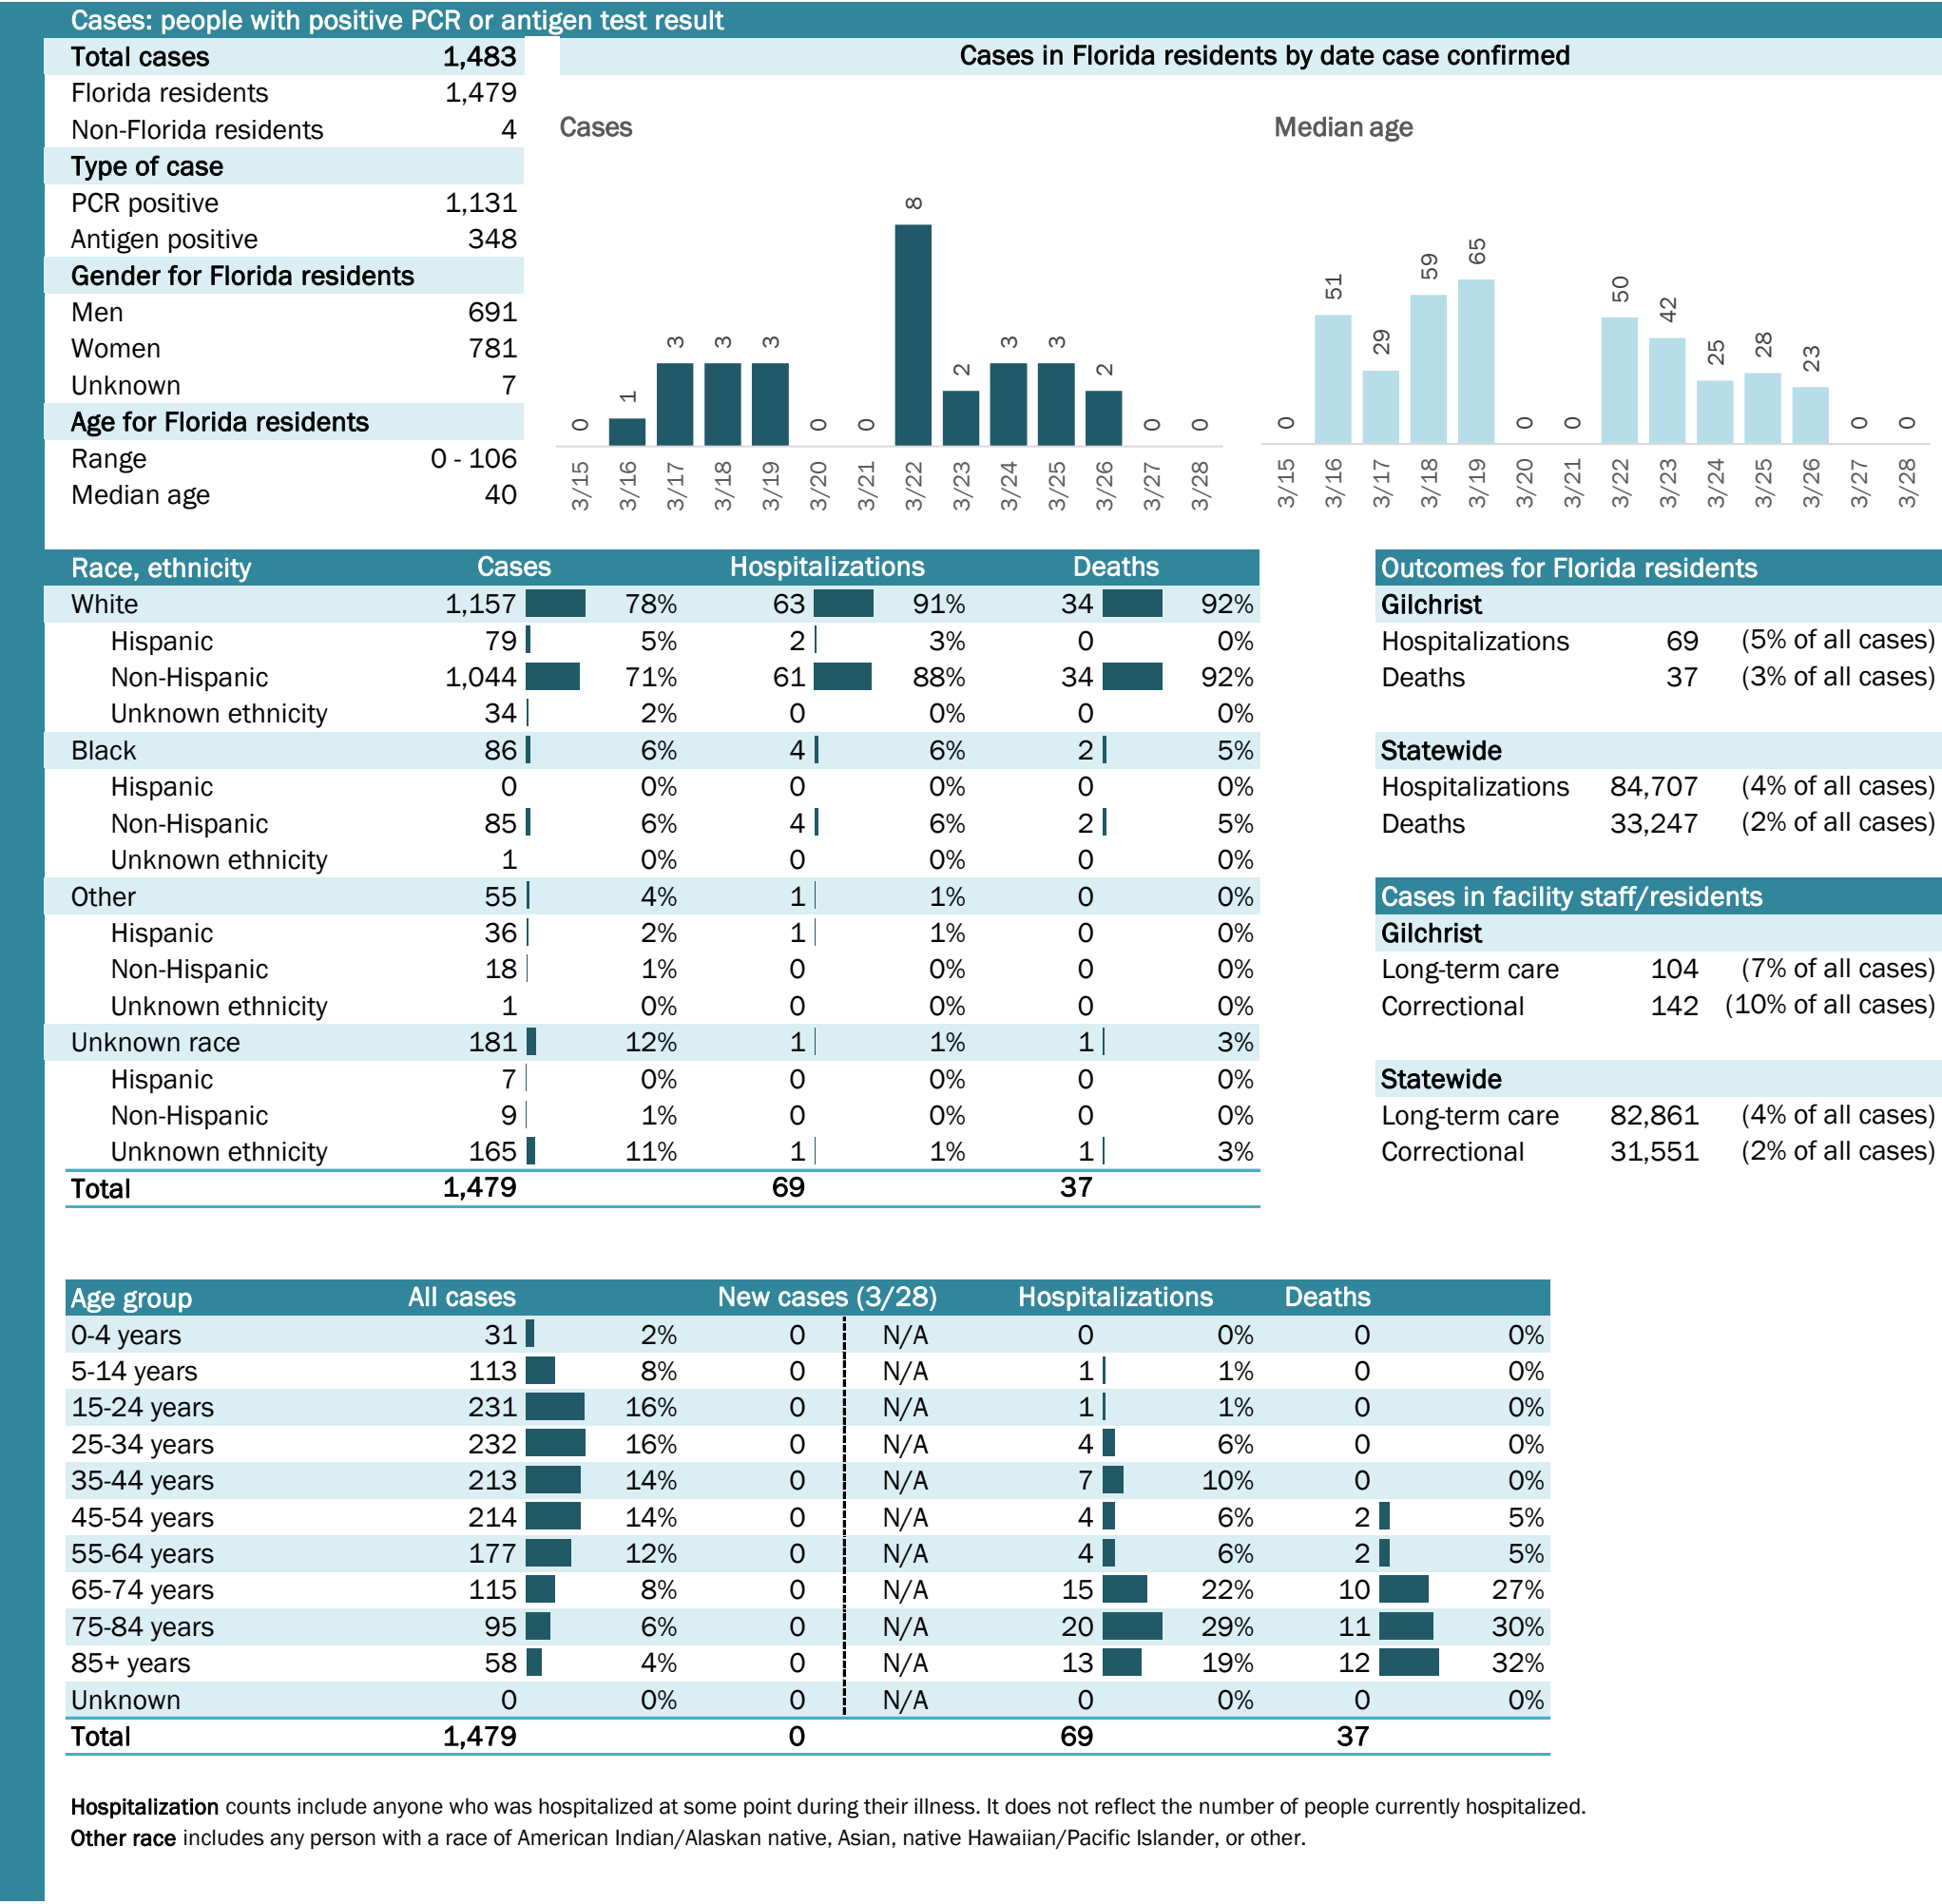 Cases: people with positive PCR or antigen test result
Total cases 1,483
Florida residents 1,479
Non-Florida residents 4
Type of case
PCR positive 1,131
Antigen positive 348
Gender for Florida residents
Men 691
Women 781
Unknown 7
Age for Florida residents
Range 0 - 106
Median age 40
Cases in Florida residents by date case confirmed
Cases
0 1 3 3 3 0 0 8 2 3 3 2 0 0
3/15 3/16 3/17 3/18 3/19 3/20 3/21 3/22 3/23 3/24 3/25 3/26 3/27 3/28
Median age
0 51 29 59 65 0 0 50 42 25 28 23 0 0
3/15 3/16 3/17 3/18 3/19 3/20 3/21 3/22 3/23 3/24 3/25 3/26 3/27 3/28
Race, ethnicity Cases Hospitalizations Deaths
White 1,157 78% 63 91% 34 92%
Hispanic 79 5% 2 3% 0 0%
Non-Hispanic 1,044 71% 61 88% 34 92%
Unknown ethnicity 34 2% 0 0% 0 0%
Black 86 6% 4 6% 2 5%
Hispanic 0 0% 0 0% 0 0%
Non-Hispanic 85 6% 4 6% 2 5%
Unknown ethnicity 1 0% 0 0% 0 0%
Other 55 4% 1 1% 0 0%
Hispanic 36 2% 1 1% 0 0%
Non-Hispanic 18 1% 0 0% 0 0%
Unknown ethnicity 1 0% 0 0% 0 0%
Unknown race 181 12% 1 1% 1 3%
Hispanic 7 0% 0 0% 0 0%
Non-Hispanic 9 1% 0 0% 0 0%
Unknown ethnicity 165 11% 1 1% 1 3%
Total 1,479 69 37
Outcomes for Florida residents
Gilchrist
Hospitalizations 69 (5% of all cases)
Deaths 37 (3% of all cases)
Statewide
Hospitalizations 84,707 (4% of all cases)
Deaths 33,247 (2% of all cases)
Cases in facility staff/residents
Gilchrist
Long-term care 104 (7% of all cases)
Correctional 142 (10% of all cases)
Statewide
Long-term care 82,861 (4% of all cases)
Correctional 31,551 (2% of all cases)
Age group All cases New cases (3/28) Hospitalizations Deaths
0-4 years 31 2% 0 N/A 0 0% 0 0%
5-14 years 113 8% 0 N/A 1 1% 0 0%
15-24 years 231 16% 0 N/A 1 1% 0 0%
25-34 years 232 16% 0 N/A 4 6% 0 0%
35-44 years 213 14% 0 N/A 7 10% 0 0%
45-54 years 214 14% 0 N/A 4 6% 2 5%
55-64 years 177 12% 0 N/A 4 6% 2 5%
65-74 years 115 8% 0 N/A 15 22% 10 27%
75-84 years 95 6% 0 N/A 20 29% 11 30%
85+ years 58 4% 0 N/A 13 19% 12 32%
Unknown 0 0% 0 N/A 0 0% 0 0%
Total 1,479 0 69 37
Hospitalization counts include anyone who was hospitalized at some point during their illness. It does not reflect the number of people currently hospitalized.
Other race includes any person with a race of American Indian/Alaskan native, Asian, native Hawaiian/Pacific Islander, or other.